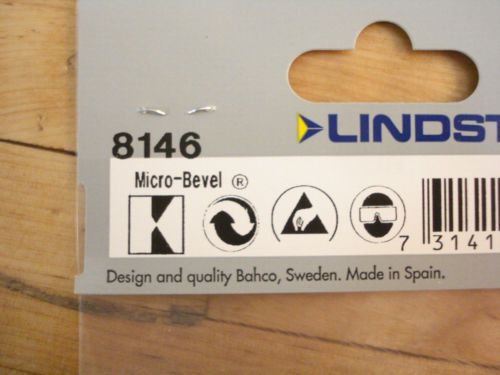 LINDST
8146
Micro-Bevel ®
7 3141
Design and quality Bahco, Sweden. Made in Spain.